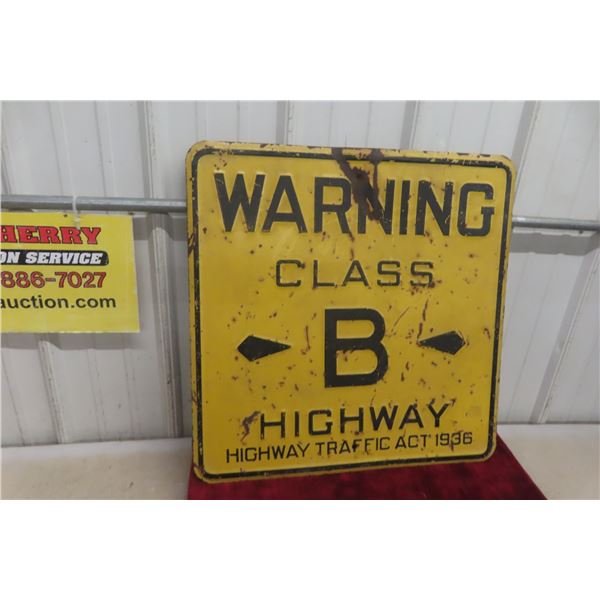 WARNING
CLASS
B
HIGHWAY
HIGHWAY TRAFFIC ACT 1936
HERRY
ON SERVICE
886-7027
auction.com